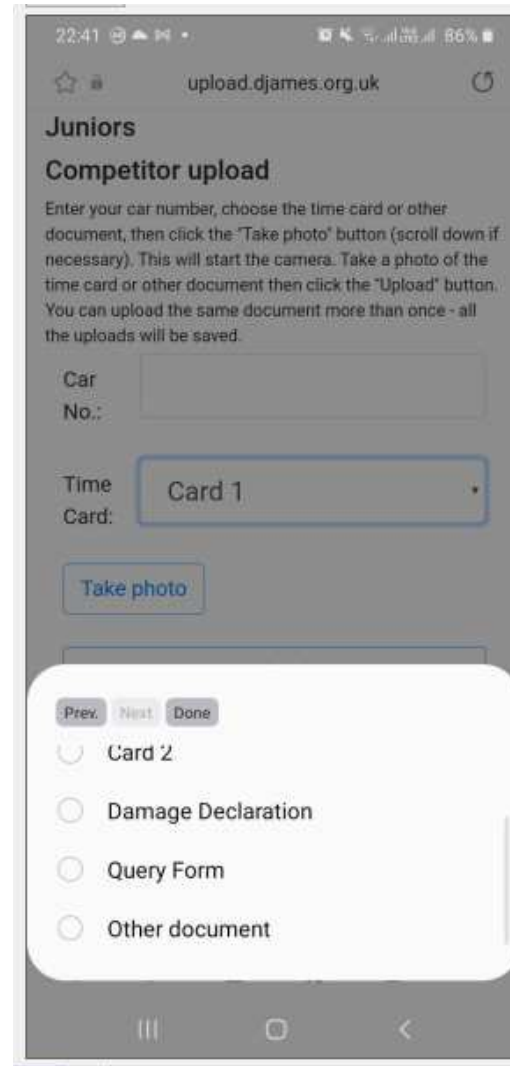 22:41
86%
upload.djames.org.uk
Juniors
Competitor upload
Enter your car number, choose the time card or other
document, then click the "Take photo" button (scroll down if
necessary). This will start the camera. Take a photo of the
time card or other document then click the "Upload" button.
You can upload the same document more than once - all
the uploads will be saved.
Car
No.:
Time
Card:
Card 1
Take photo
Prev. Next Done
Card 2
Damage Declaration
Query Form
Other document